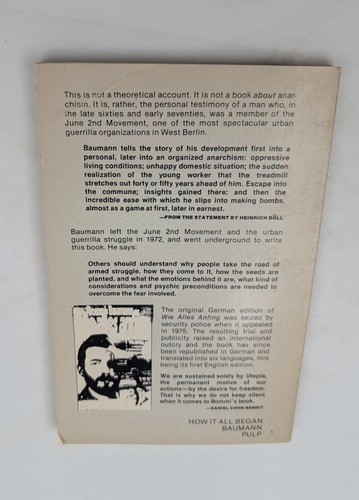 This is not a theoretical account. It is not a book about anar-
chism. It is, rather, the personal testimony of a man who, in
the late sixties and early seventies, was a member of the
June 2nd Movement, one of the most spectacular urban
guerrilla organizations in West Berlin.
Baumann tells the story of his development first into a
personal, later into an organized anarchism: oppressive
living conditions; unhappy domestic situation; the sudden
realization of the young worker that the treadmill
stretches out forty or fifty years ahead of him. Escape into
the commune; insights gained there; and then the
incredible ease with which he slips into making bombs,
almost as a game at first, later in earnest.
—FROM THE STATEMENT BY HEINRICH BÖLL
Baumann left the June 2nd Movement and the urban
guerrilla struggle in 1972, and went underground to write
this book. He says:
Others should understand why people take the road of
armed struggle, how they come to it, how the seeds are
planted, and what the emotions behind it are, what kind of
considerations and psychic preconditions are needed to
overcome the fear involved.
The original German edition of
Wie Alles Anfing was seized by
security police when it appeared
in 1975. The resulting trial and
publicity raised an international
outcry and the book has since
been republished in German and
translated into six languages, this
being its first English edition.
We are sustained solely by Utopia,
the permanent motive of our
actions—by the desire for freedom.
That is why we do not keep silent
when it comes to Bommi's book.
—DANIEL COHN-BENDIT
HOW IT ALL BEGAN
BAUMANN
PULP